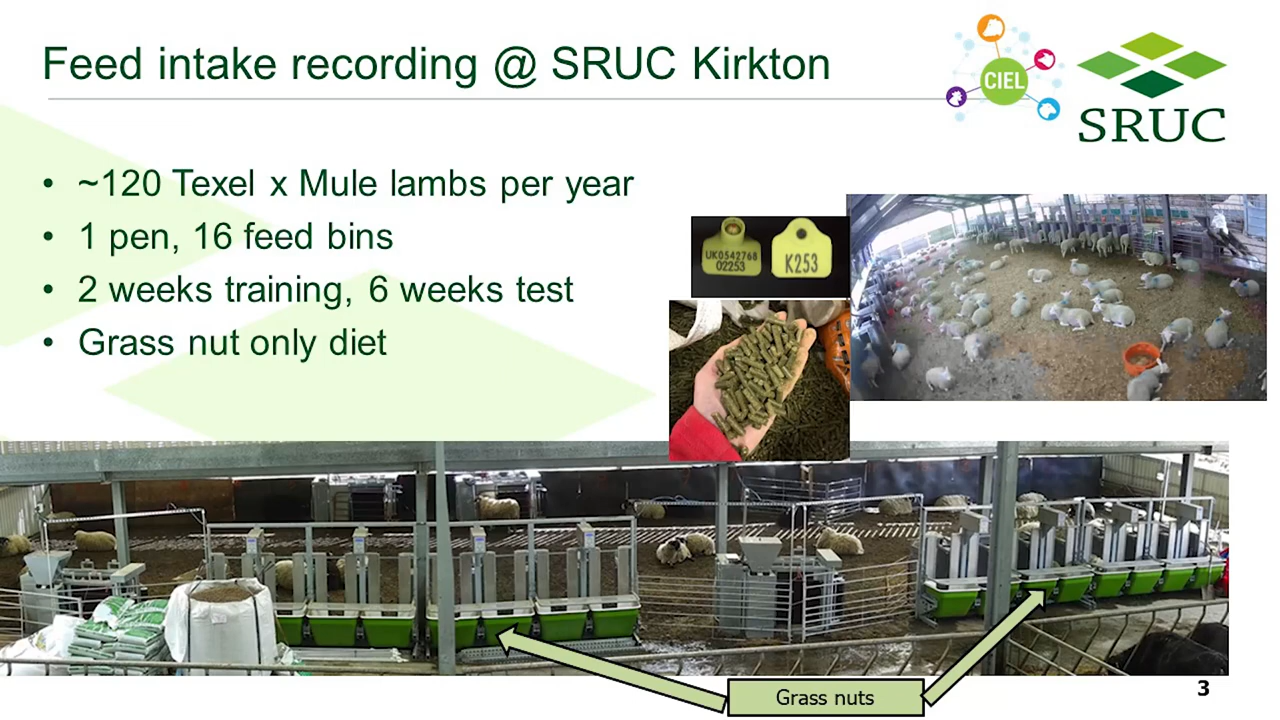 Feed intake recording @ SRUC Kirkton
CIEL
SRUC
• ~120 Texel x Mule lambs per year
• 1 pen, 16 feed bins
• 2 weeks training, 6 weeks test
• Grass nut only diet
UK0542768
02253
K253
Grass nuts
3